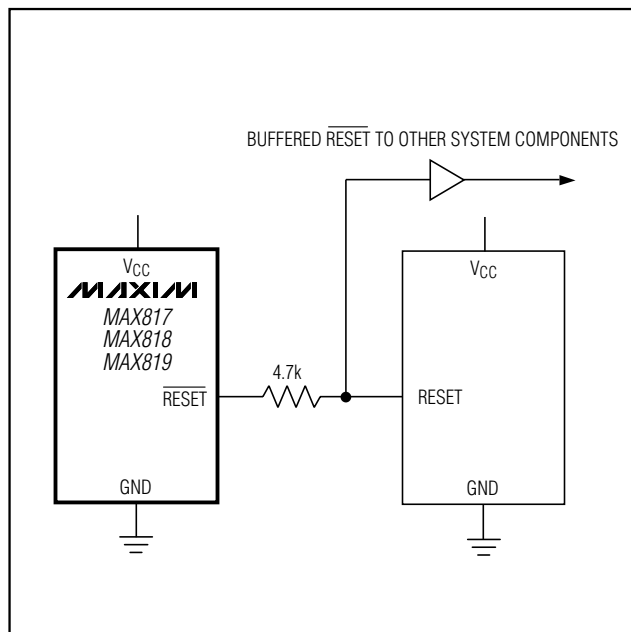 BUFFERED RESET TO OTHER SYSTEM COMPONENTS
VCC
MAXIM
MAX817
MAX818
MAX819
RESET
GND
4.7k
VCC
RESET
GND